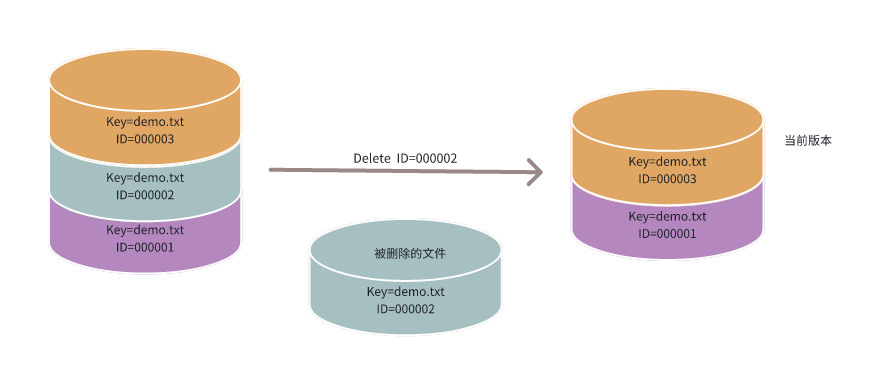 Key=demo.txt
ID=000003
Key=demo.txt
ID=000002
Key=demo.txt
ID=000001
Delete ID=000002
被删除的文件
Key=demo.txt
ID=000002
当前版本
Key=demo.txt
ID=000003
Key=demo.txt
ID=000001